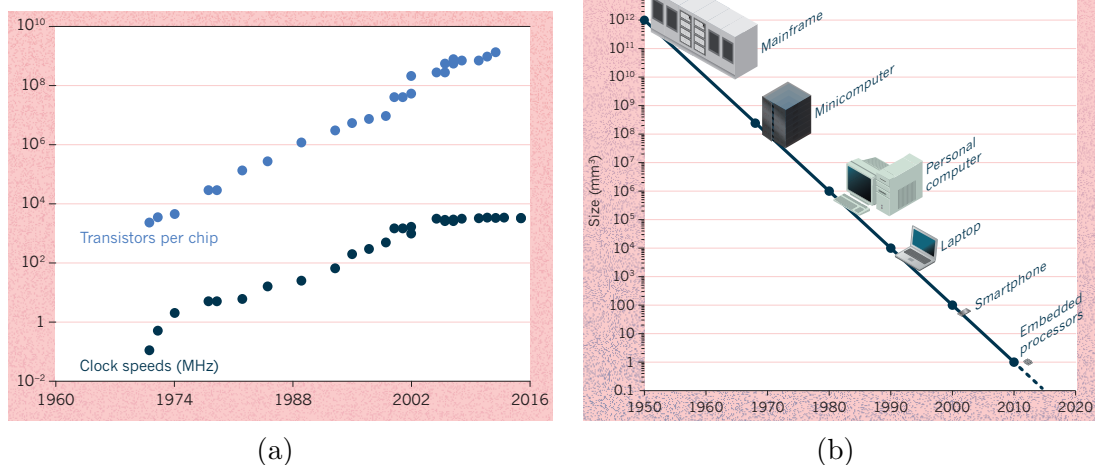 10^10
10^8
10^6
10^4
10^2
1
10^−2
Transistors per chip
Clock speeds (MHz)
1960
1974
1988
2002
2016
(a)
Size (mm³)
10^12
10^11
10^10
10^9
10^8
10^7
10^6
10^5
10^4
10^3
100
10
1
0.1
Mainframe
Minicomputer
Personal
computer
Laptop
Smartphone
Embedded
processors
1950
1960
1970
1980
1990
2000
2010
2020
(b)